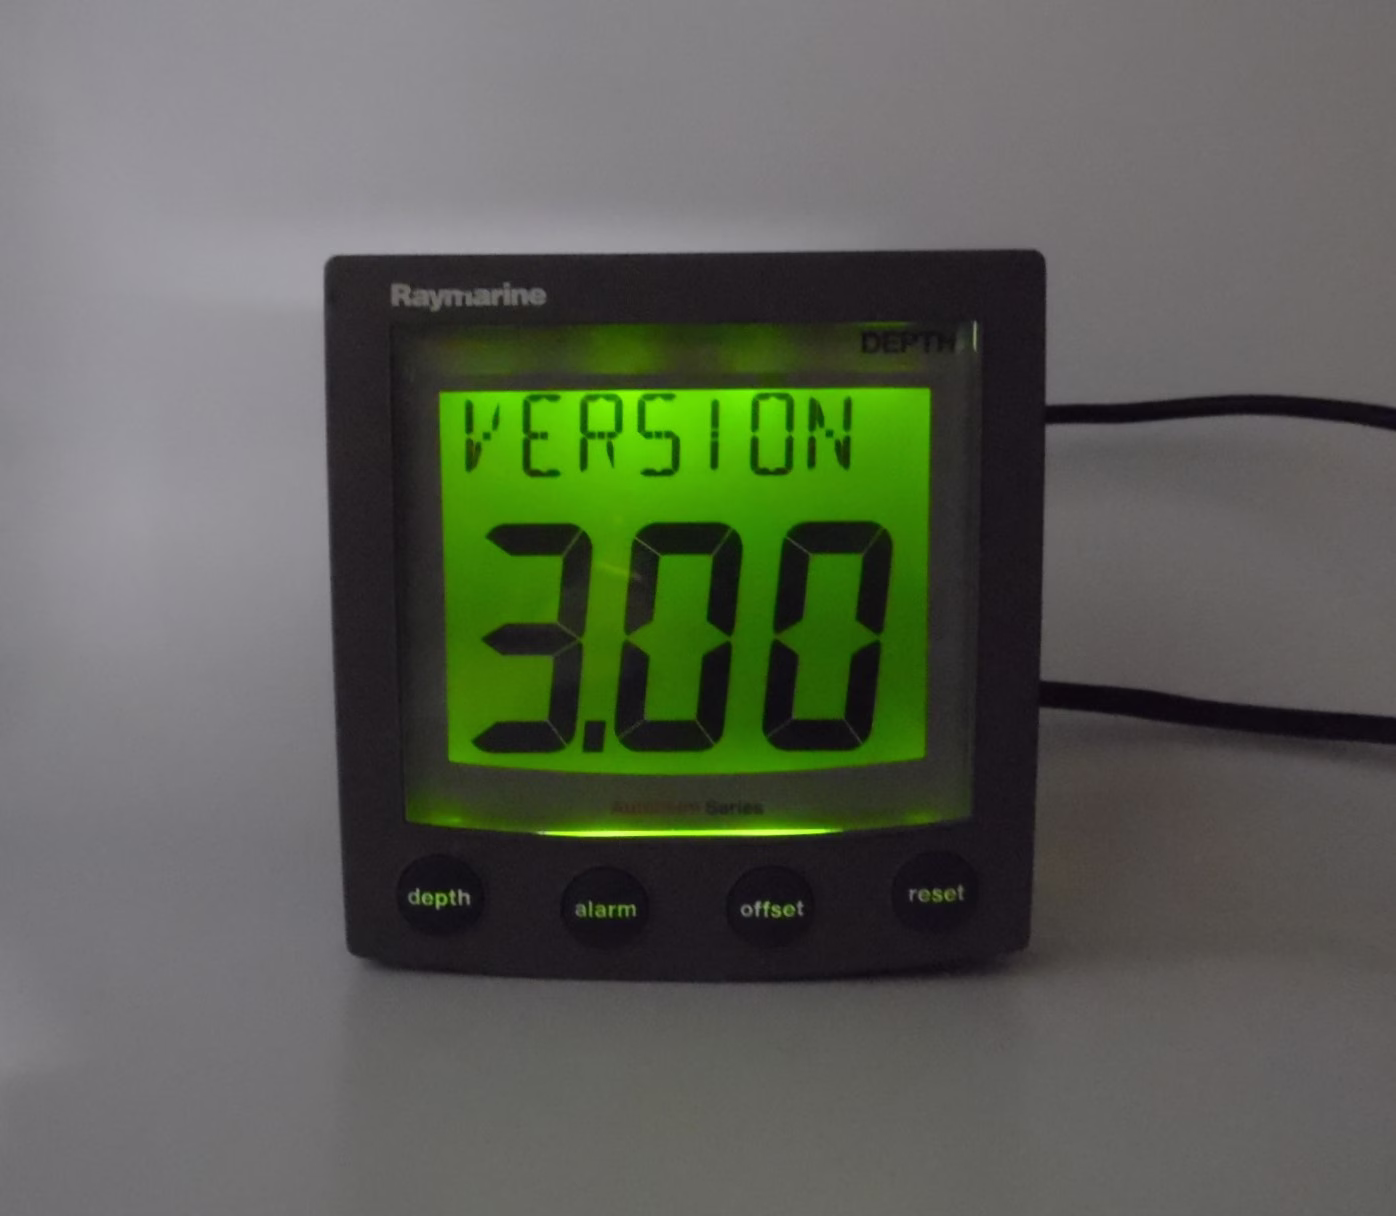 Raymarine
DEPTH
VERSION
3.00
Series
depth alarm offset reset